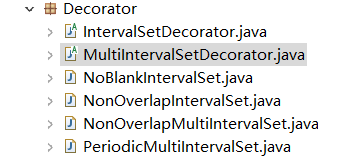 Decorator
IntervalSetDecorator.java
MultiIntervalSetDecorator.java
NoBlankIntervalSet.java
NonOverlapIntervalSet.java
NonOverlapMultiIntervalSet.java
PeriodicMultiIntervalSet.java